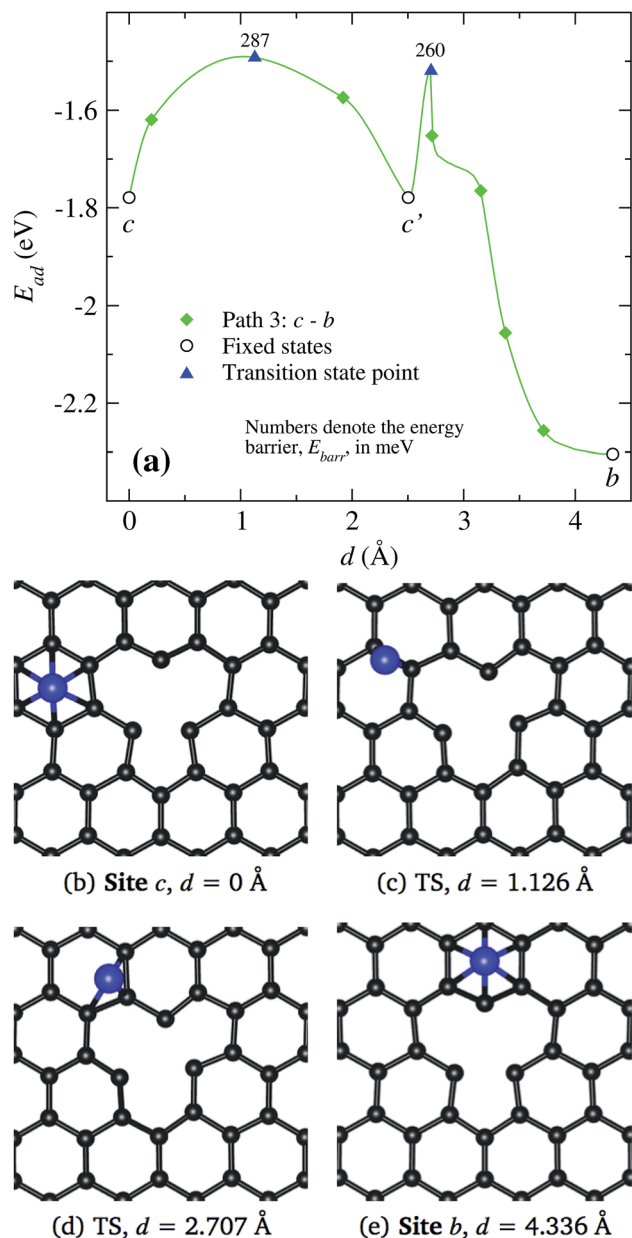 287
260
-1.6
-1.8
-2
-2.2
E_ad (eV)
c
c’
b
Path 3: c - b
Fixed states
Transition state point
Numbers denote the energy
barrier, E_barr, in meV
(a)
0
1
2
3
4
d (Å)
(b) Site c, d = 0 Å
(c) TS, d = 1.126 Å
(d) TS, d = 2.707 Å
(e) Site b, d = 4.336 Å